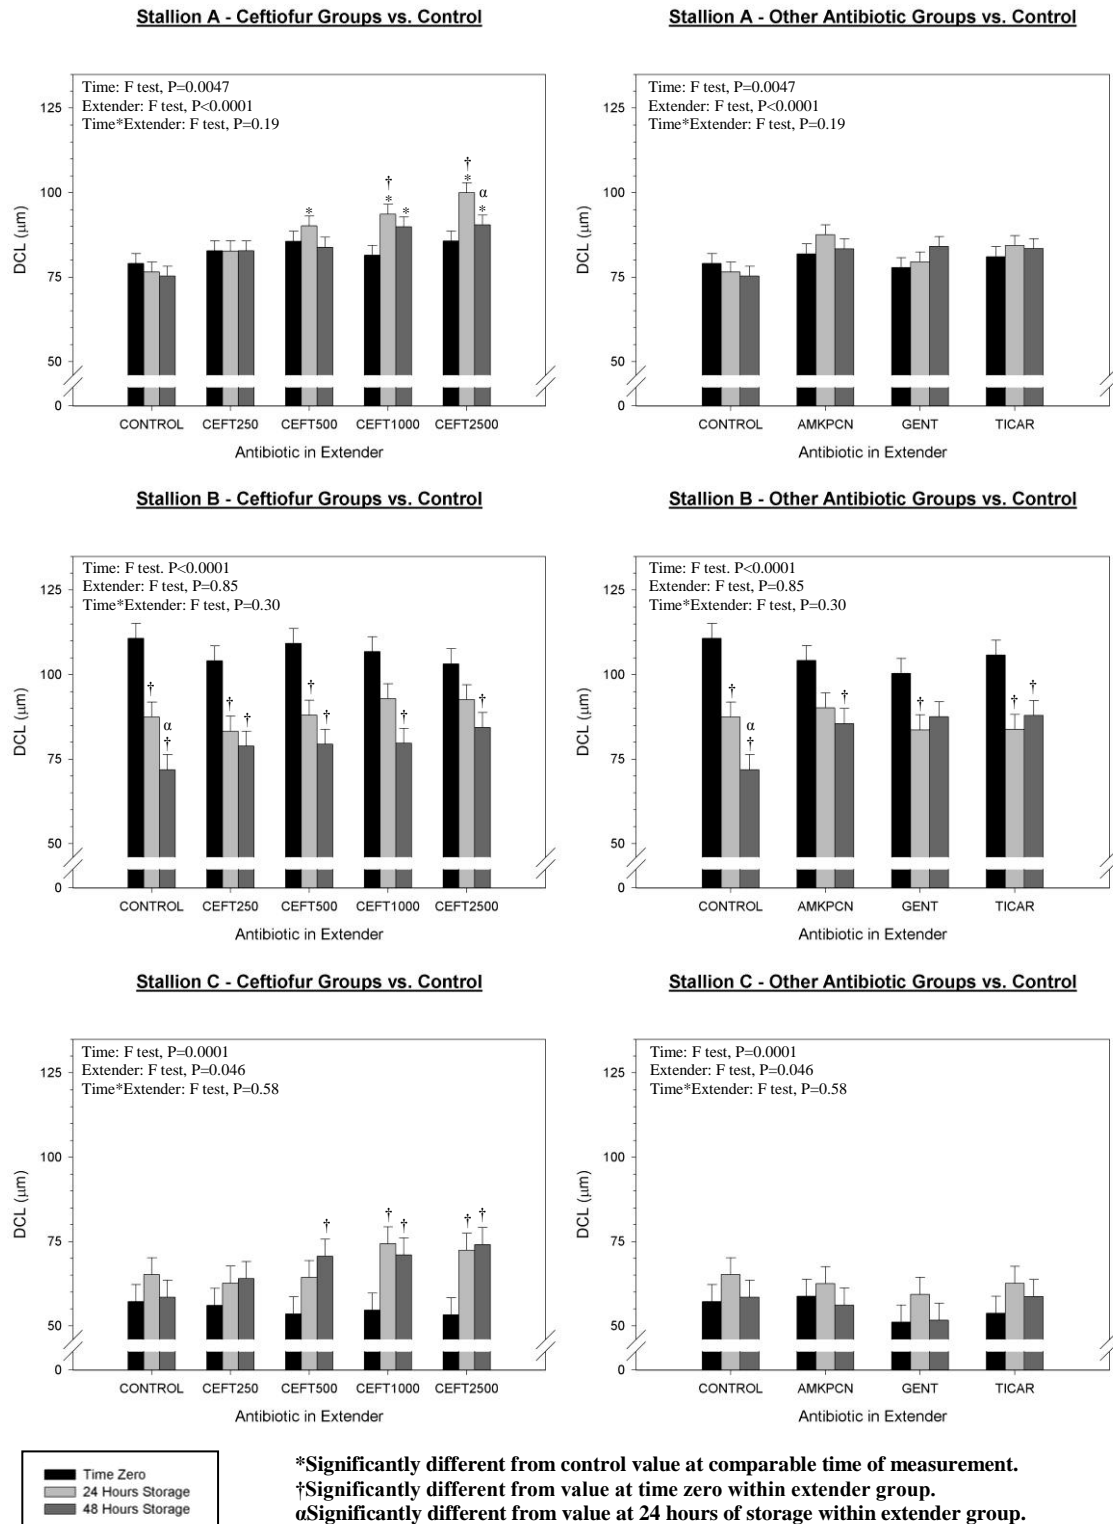 Stallion A - Ceftiofur Groups vs. Control
Time: F test, P=0.0047
Extender: F test, P<0.0001
Time*Extender: F test, P=0.19
DCL (μm)
125
100
75
50
0
*
†
*
*
†
*
α
*
CONTROL CEFT250 CEFT500 CEFT1000 CEFT2500
Antibiotic in Extender
Stallion A - Other Antibiotic Groups vs. Control
Time: F test, P=0.0047
Extender: F test, P<0.0001
Time*Extender: F test, P=0.19
DCL (μm)
125
100
75
50
0
CONTROL AMKPCN GENT TICAR
Antibiotic in Extender
Stallion B - Ceftiofur Groups vs. Control
Time: F test. P<0.0001
Extender: F test, P=0.85
Time*Extender: F test, P=0.30
DCL (μm)
125
100
75
50
0
†
α
†
†
†
†
†
†
†
CONTROL CEFT250 CEFT500 CEFT1000 CEFT2500
Antibiotic in Extender
Stallion B - Other Antibiotic Groups vs. Control
Time: F test. P<0.0001
Extender: F test, P=0.85
Time*Extender: F test, P=0.30
DCL (μm)
125
100
75
50
0
†
α
†
†
†
†
†
CONTROL AMKPCN GENT TICAR
Antibiotic in Extender
Stallion C - Ceftiofur Groups vs. Control
Time: F test, P=0.0001
Extender: F test, P=0.046
Time*Extender: F test, P=0.58
DCL (μm)
125
100
75
50
0
†
†
†
†
†
CONTROL CEFT250 CEFT500 CEFT1000 CEFT2500
Antibiotic in Extender
Stallion C - Other Antibiotic Groups vs. Control
Time: F test, P=0.0001
Extender: F test, P=0.046
Time*Extender: F test, P=0.58
DCL (μm)
125
100
75
50
0
CONTROL AMKPCN GENT TICAR
Antibiotic in Extender
Time Zero
24 Hours Storage
48 Hours Storage
*Significantly different from control value at comparable time of measurement.
†Significantly different from value at time zero within extender group.
αSignificantly different from value at 24 hours of storage within extender group.